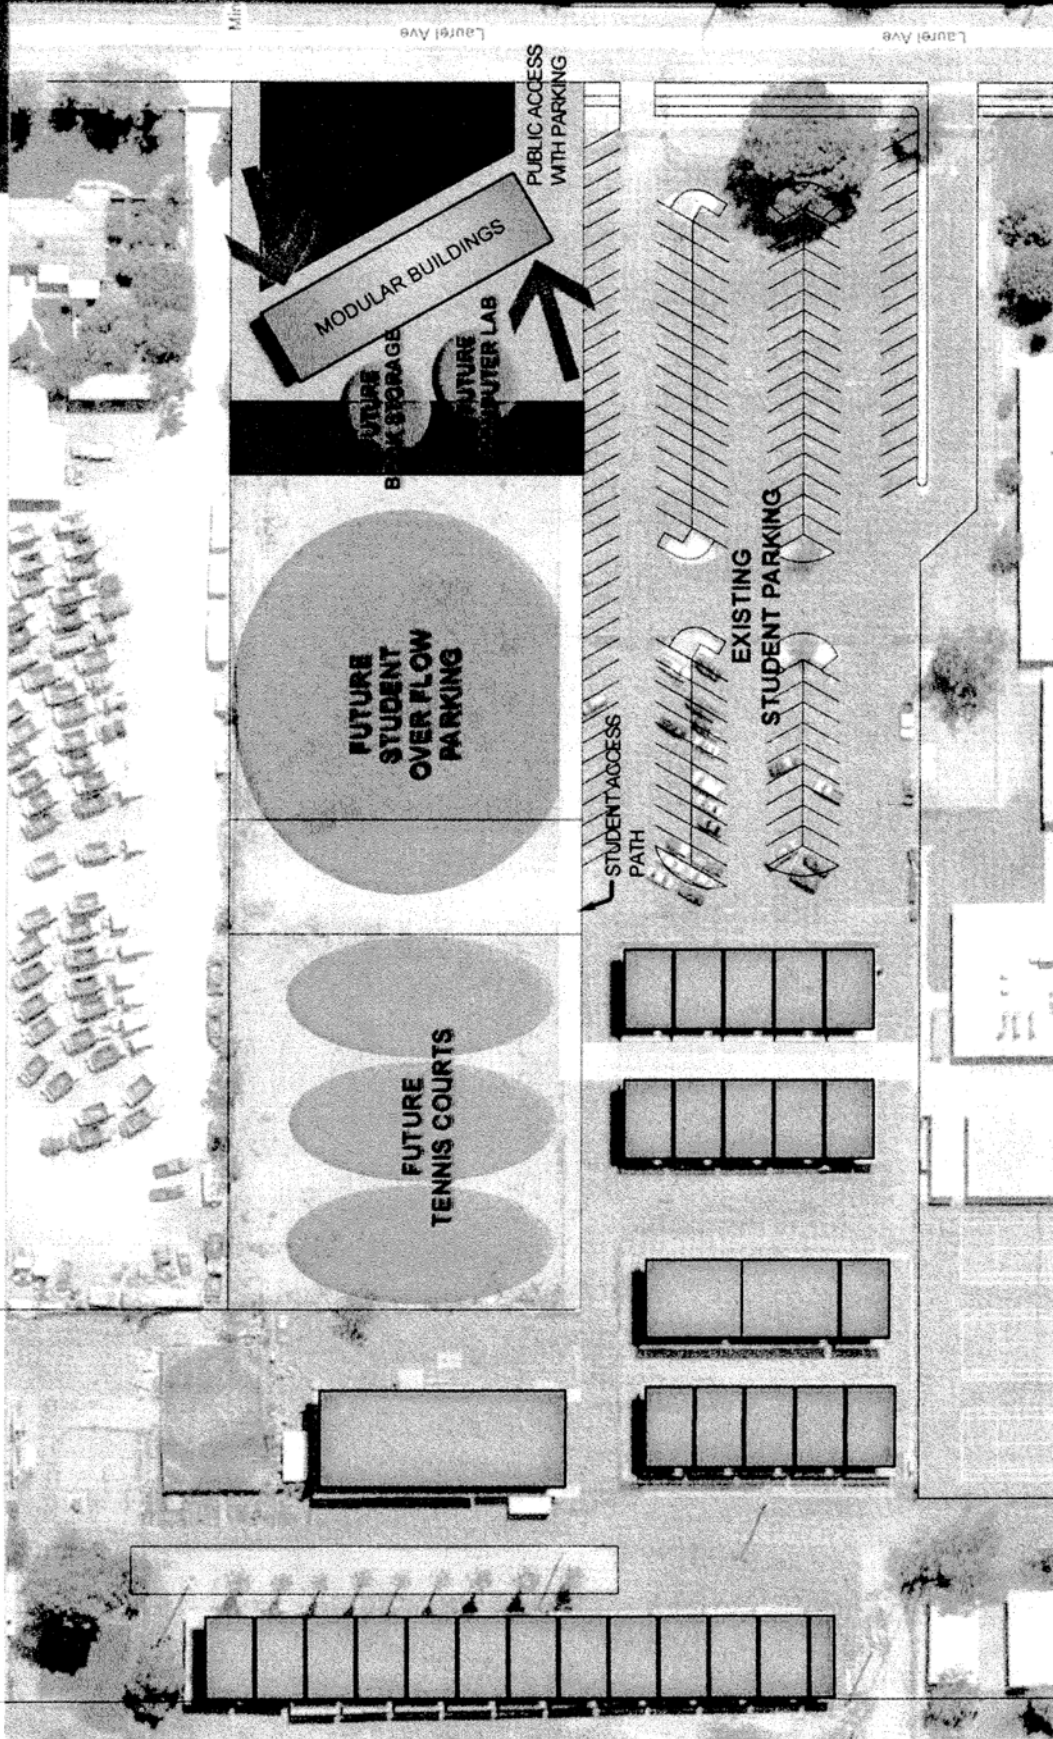 Laurel Ave
Laurel Ave
PUBLIC ACCESS
WITH PARKING
MODULAR BUILDINGS
FUTURE
STORAGE
FUTURE
LAB
FUTURE
STUDENT
OVER FLOW
PARKING
EXISTING
STUDENT PARKING
STUDENT ACCESS
PATH
FUTURE
TENNIS COURTS